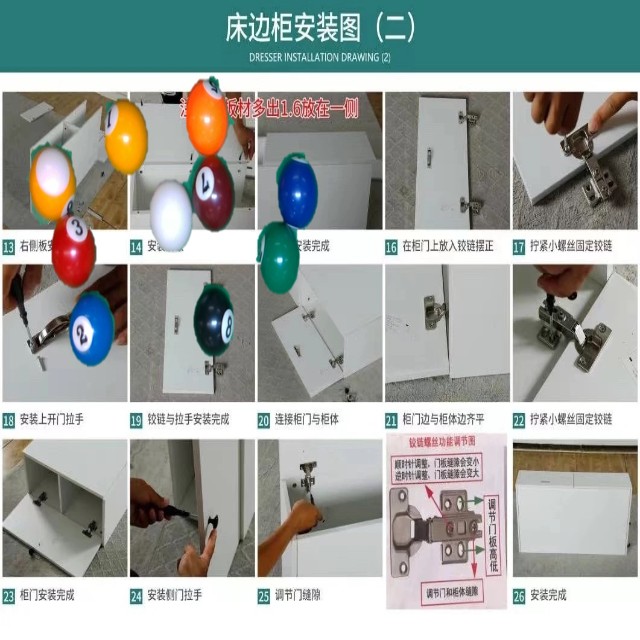 床边柜安装图（二）
DRESSER INSTALLATION DRAWING (2)
板材多出1.6放在一侧
13 右侧板安
14 安装
安装完成
16 在柜门上放入铰链摆正
17 拧紧小螺丝固定铰链
1
3
1
2
8
18 安装上开门拉手
19 铰链与拉手安装完成
20 连接柜门与柜体
21 柜门边与柜体边齐平
22 拧紧小螺丝固定铰链
铰链螺丝功能调节图
顺时针调整、门板缝隙会变小
逆时针调整、门板缝隙会变大
调节门板高低
调节门和柜体缝隙
23 柜门安装完成
24 安装侧门拉手
25 调节门缝隙
26 安装完成